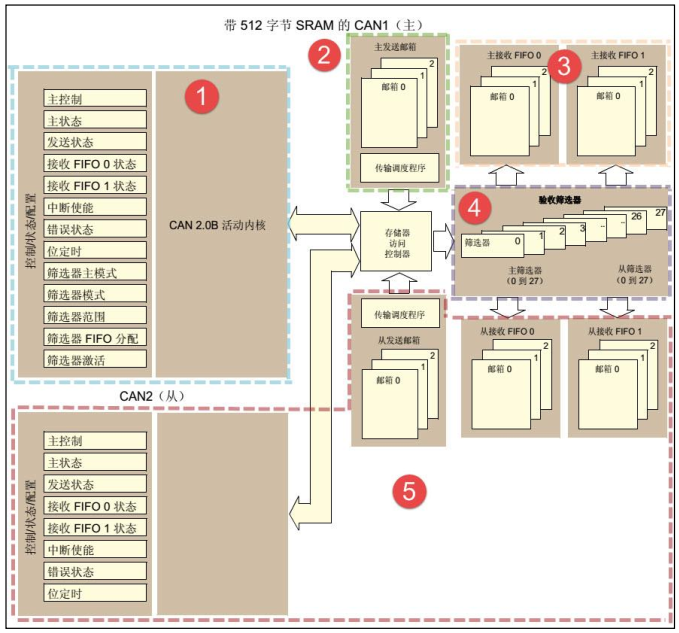 带 512 字节 SRAM 的 CAN1（主）
1
控制/状态/配置
主控制
主状态
发送状态
接收 FIFO 0 状态
接收 FIFO 1 状态
中断使能
错误状态
位定时
筛选器主模式
筛选器模式
筛选器范围
筛选器 FIFO 分配
筛选器激活
CAN 2.0B 活动内核
2
主发送邮箱
2
1
邮箱 0
传输调度程序
3
主接收 FIFO 0
2
1
邮箱 0
主接收 FIFO 1
2
1
邮箱 0
存储器
访问
控制器
4
验收筛选器
筛选器 0 1 2 3 .. .. 26 27
主筛选器
（0 到 27）
从筛选器
（0 到 27）
传输调度程序
从发送邮箱
2
1
邮箱 0
从接收 FIFO 0
2
1
邮箱 0
从接收 FIFO 1
2
1
邮箱 0
5
CAN2（从）
控制/状态/配置
主控制
主状态
发送状态
接收 FIFO 0 状态
接收 FIFO 1 状态
中断使能
错误状态
位定时